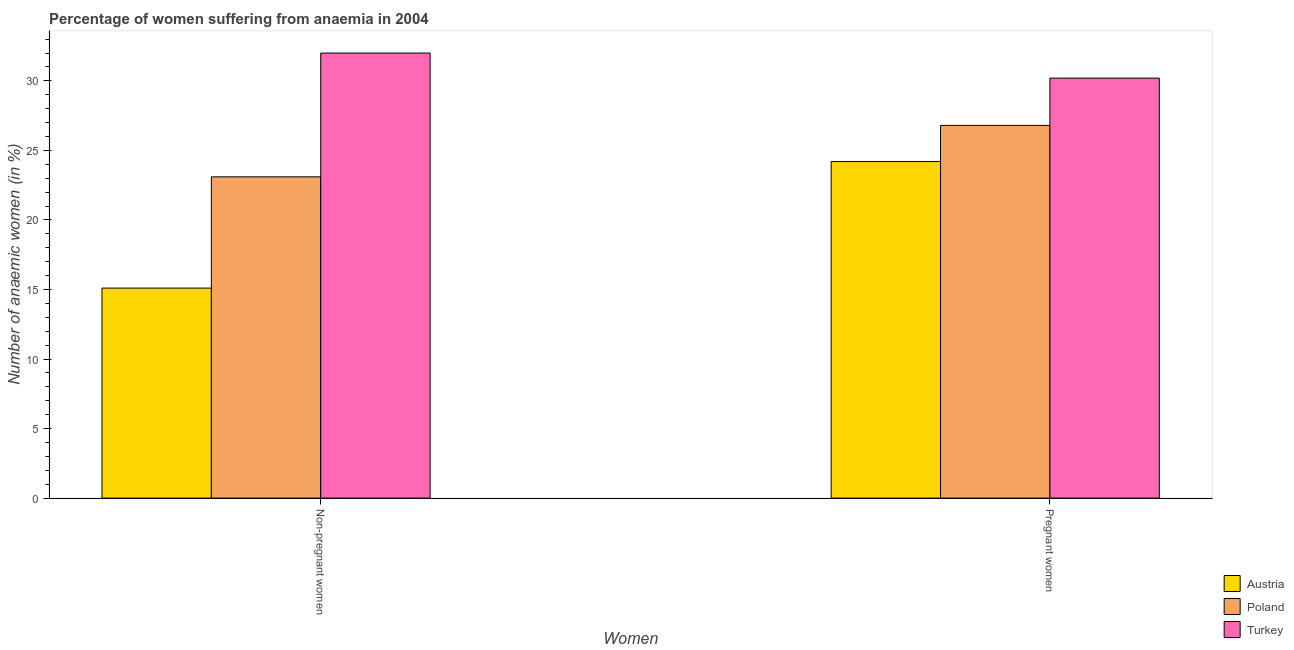 Percentage of women suffering from anaemia in 2004
Number of anaemic women (in %)
30
25
20
15
10
5
0
Non-pregnant women
Pregnant women
Women
Austria
Poland
Turkey